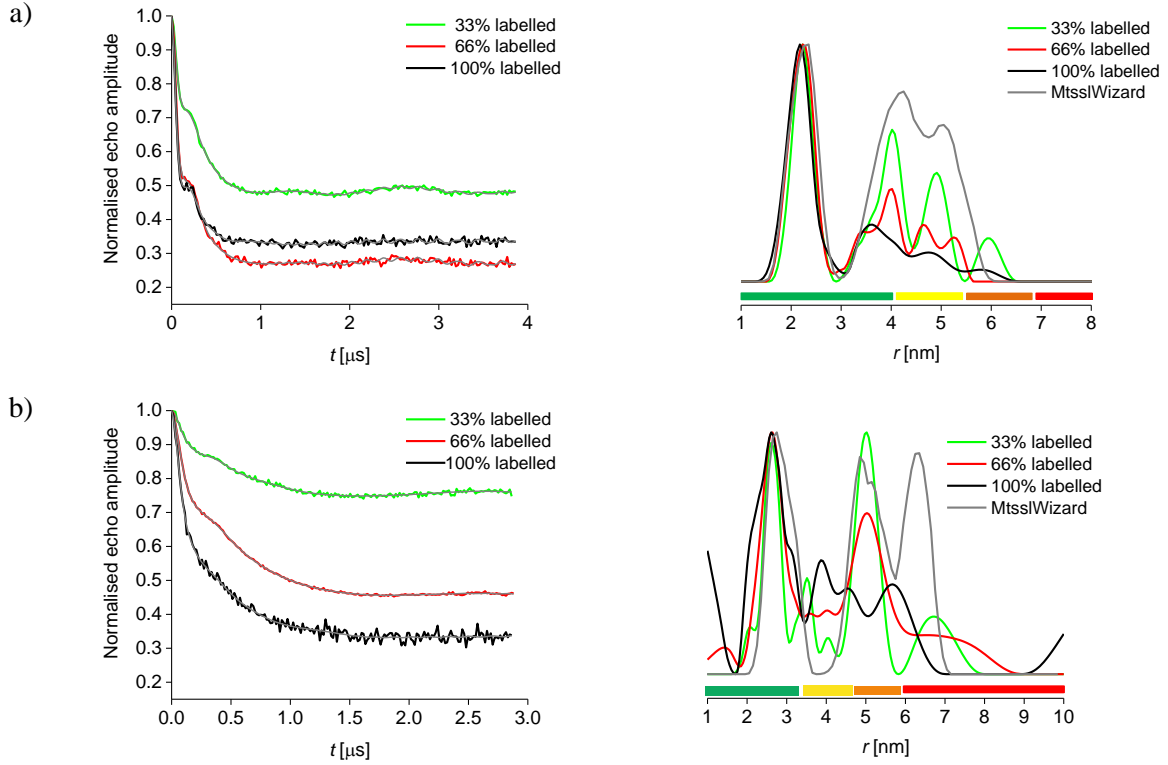 a)
Normalised echo amplitude
1.0
0.9
0.8
0.7
0.6
0.5
0.4
0.3
0.2
0 1 2 3 4
t [μs]
33% labelled
66% labelled
100% labelled
33% labelled
66% labelled
100% labelled
MtsslWizard
1 2 3 4 5 6 7 8
r [nm]
b)
Normalised echo amplitude
1.0
0.9
0.8
0.7
0.6
0.5
0.4
0.3
0.2
0.0 0.5 1.0 1.5 2.0 2.5 3.0
t [μs]
33% labelled
66% labelled
100% labelled
33% labelled
66% labelled
100% labelled
MtsslWizard
1 2 3 4 5 6 7 8 9 10
r [nm]